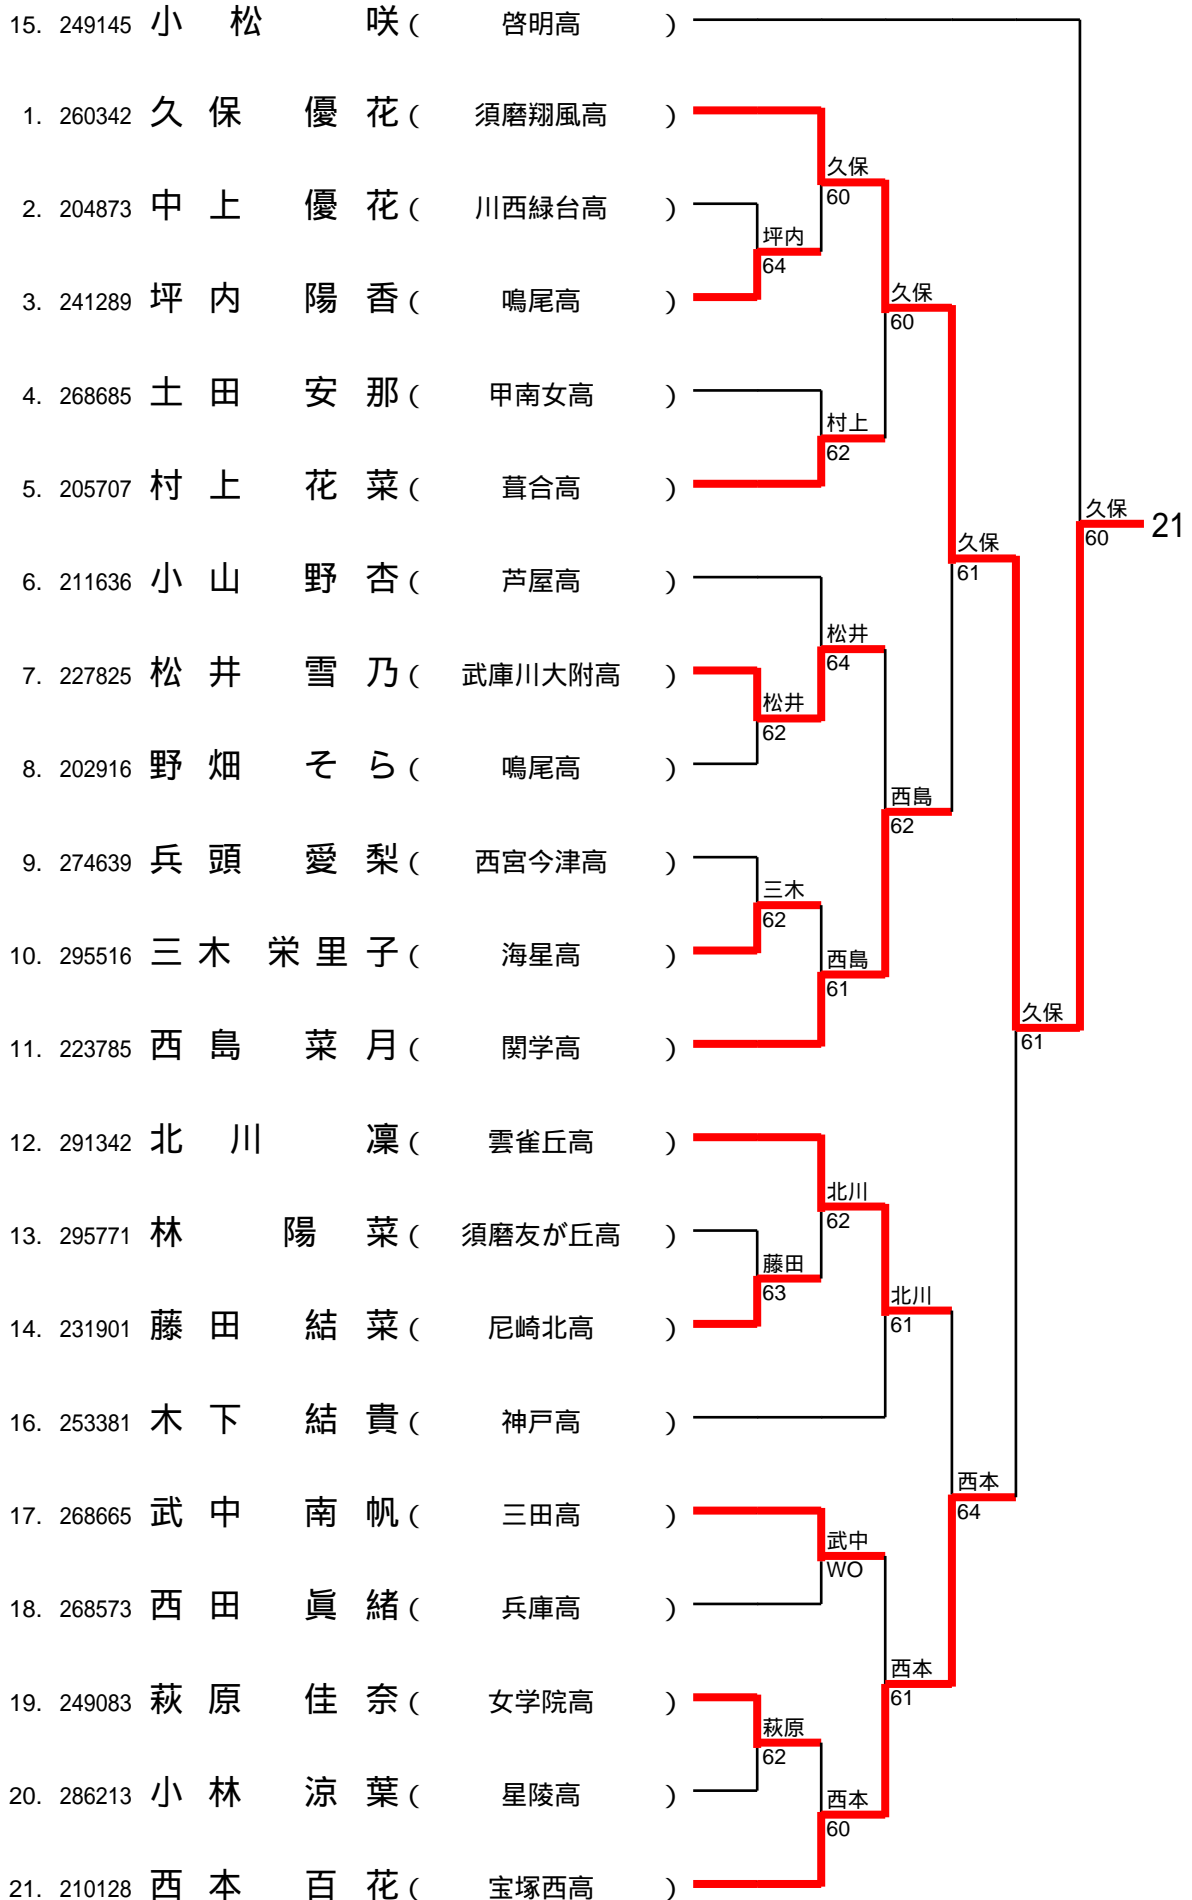 15. 249145 小 松 咲 ( 啓明高 )
1. 260342 久 保 優 花 ( 須磨翔風高 )
久保
60
2. 204873 中 上 優 花 ( 川西緑台高 )
坪内
64
3. 241289 坪 内 陽 香 ( 鳴尾高 )
久保
60
4. 268685 土 田 安 那 ( 甲南女高 )
村上
62
5. 205707 村 上 花 菜 ( 葺合高 )
久保
60
21
久保
61
6. 211636 小 山 野 杏 ( 芦屋高 )
松井
64
7. 227825 松 井 雪 乃 ( 武庫川大附高 )
松井
62
8. 202916 野 畑 そ ら ( 鳴尾高 )
西島
62
9. 274639 兵 頭 愛 梨 ( 西宮今津高 )
三木
62
10. 295516 三 木 栄 里 子 ( 海星高 )
西島
61
久保
61
11. 223785 西 島 菜 月 ( 関学高 )
12. 291342 北 川 凜 ( 雲雀丘高 )
北川
62
13. 295771 林 陽 菜 ( 須磨友が丘高 )
藤田
63
北川
61
14. 231901 藤 田 結 菜 ( 尼崎北高 )
16. 253381 木 下 結 貴 ( 神戸高 )
西本
64
17. 268665 武 中 南 帆 ( 三田高 )
武中
WO
18. 268573 西 田 眞 緒 ( 兵庫高 )
西本
61
19. 249083 萩 原 佳 奈 ( 女学院高 )
萩原
62
20. 286213 小 林 涼 葉 ( 星陵高 )
西本
60
21. 210128 西 本 百 花 ( 宝塚西高 )